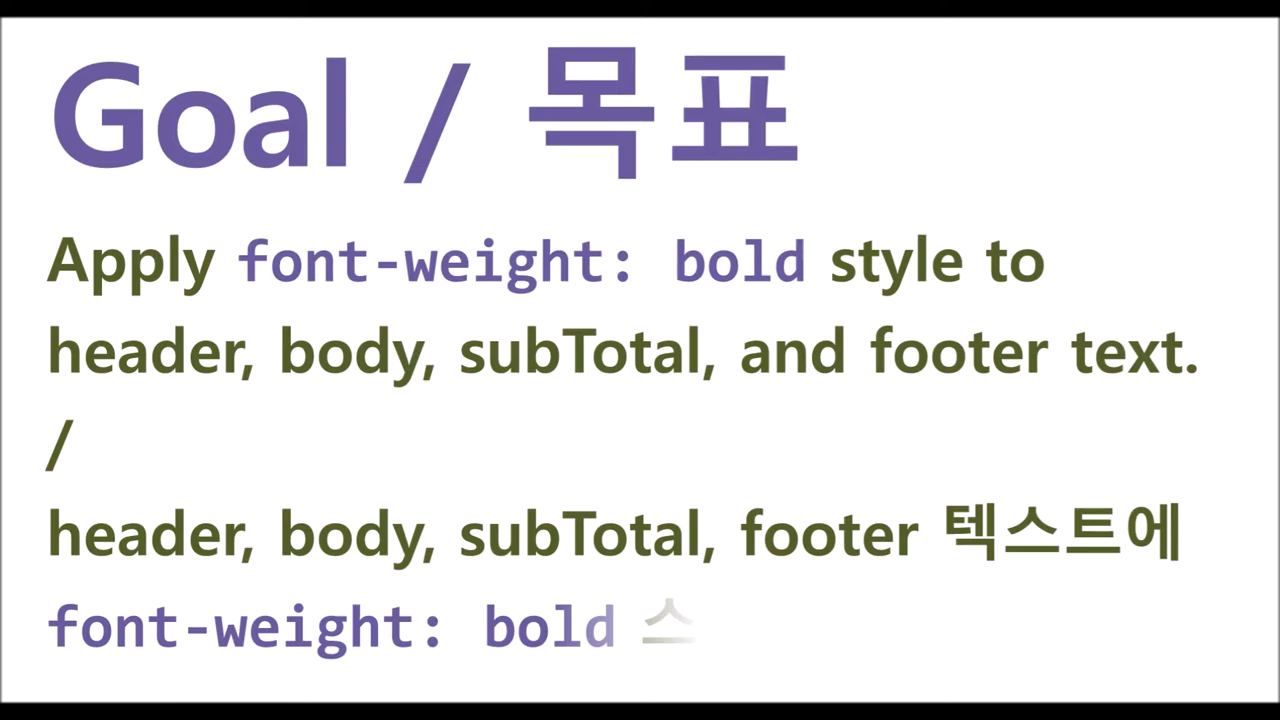 Goal / 목표
Apply font-weight: bold style to
header, body, subTotal, and footer text.
/
header, body, subTotal, footer 텍스트에
font-weight: bold 스